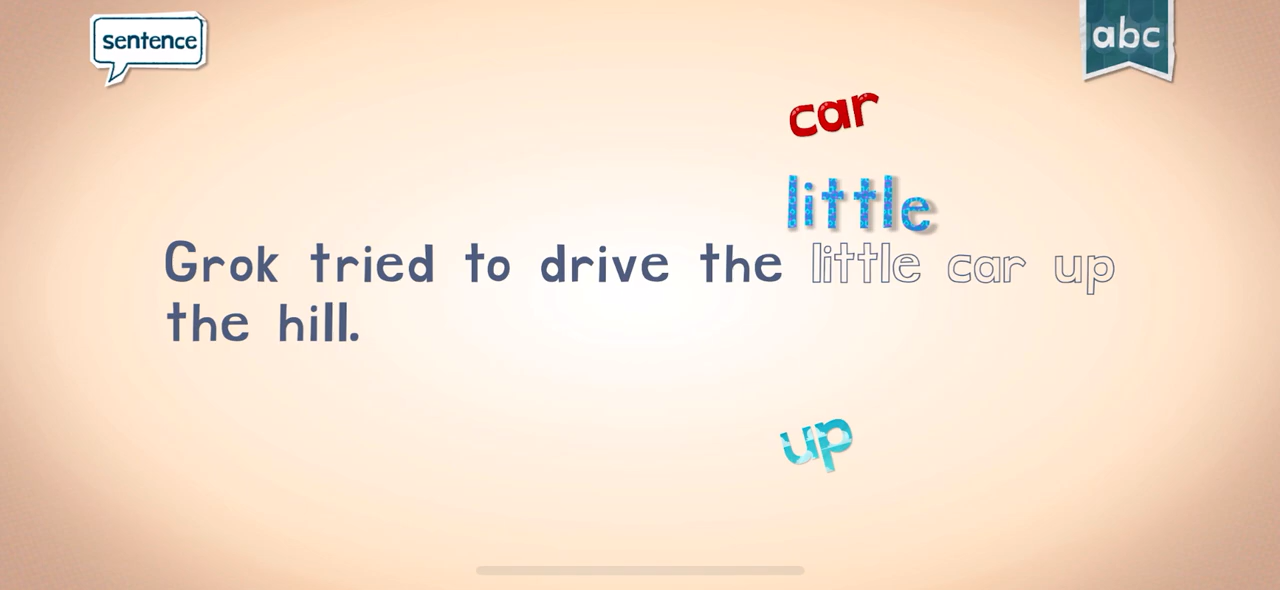 sentence
abc
car
little
Grok tried to drive the little car up
the hill.
up